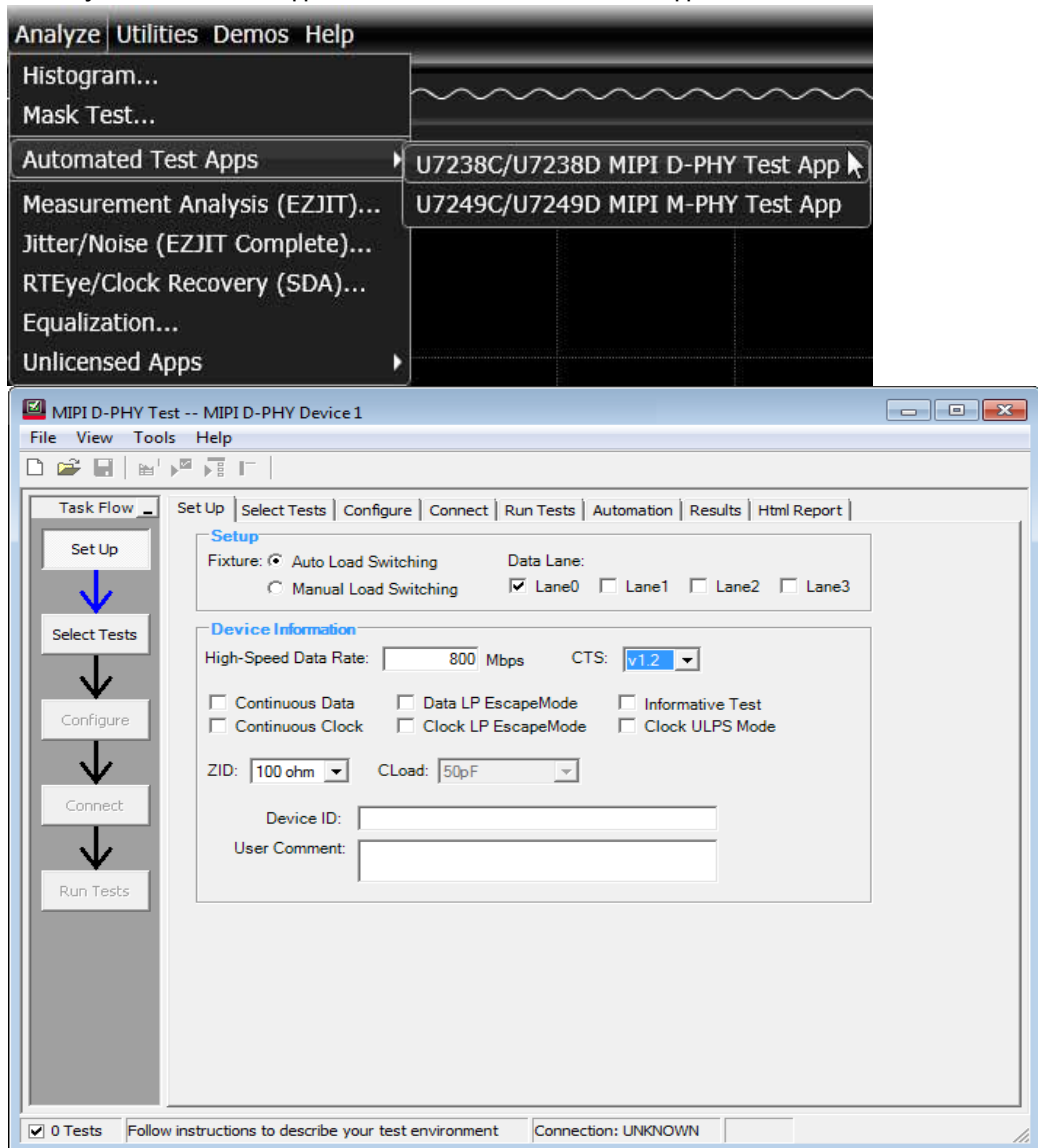 Analyze Utilities Demos Help
Histogram...
Mask Test...
Automated Test Apps
U7238C/U7238D MIPI D-PHY Test App
U7249C/U7249D MIPI M-PHY Test App
Measurement Analysis (EZJIT)...
Jitter/Noise (EZJIT Complete)...
RTEye/Clock Recovery (SDA)...
Equalization...
Unlicensed Apps
MIPI D-PHY Test -- MIPI D-PHY Device 1
File View Tools Help
Task Flow
Set Up
Select Tests
Configure
Connect
Run Tests
Set Up Select Tests Configure Connect Run Tests Automation Results Html Report
Setup
Fixture: Auto Load Switching Data Lane:
Manual Load Switching Lane0 Lane1 Lane2 Lane3
Device Information
High-Speed Data Rate: 800 Mbps CTS: v1.2
Continuous Data Data LP EscapeMode Informative Test
Continuous Clock Clock LP EscapeMode Clock ULPS Mode
ZID: 100 ohm CLoad: 50pF
Device ID:
User Comment:
0 Tests Follow instructions to describe your test environment Connection: UNKNOWN